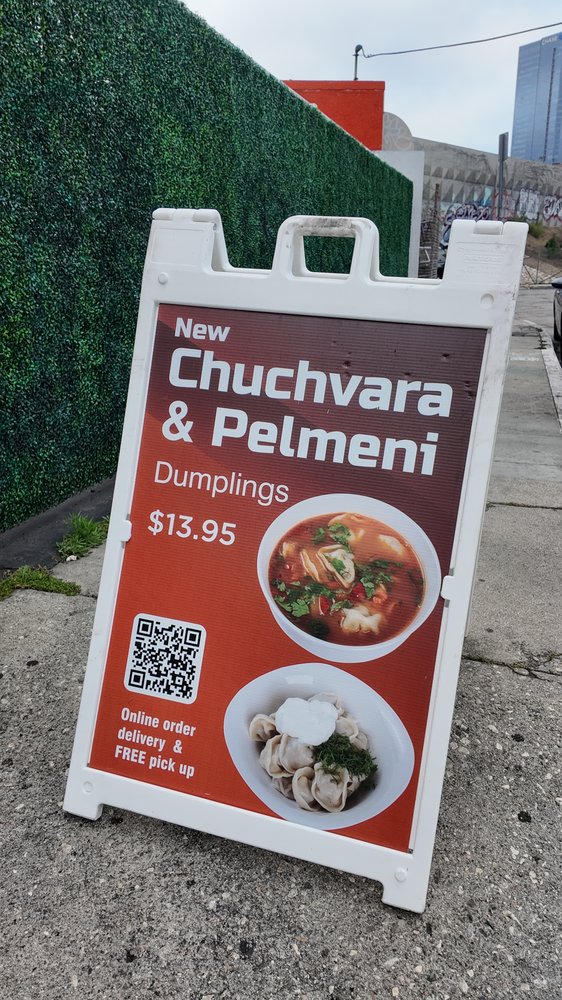 New
Chuchvara
& Pelmeni
Dumplings
$13.95
Online order
delivery & 
FREE pick up